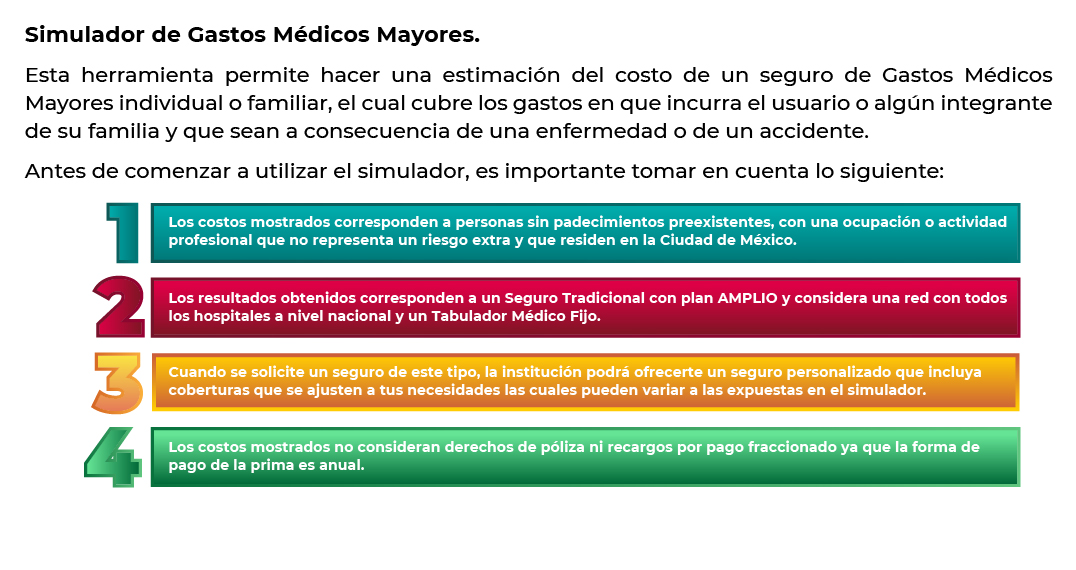 Simulador de Gastos Médicos Mayores.
Esta herramienta permite hacer una estimación del costo de un seguro de Gastos Médicos
Mayores individual o familiar, el cual cubre los gastos en que incurra el usuario o algún integrante
de su familia y que sean a consecuencia de una enfermedad o de un accidente.
Antes de comenzar a utilizar el simulador, es importante tomar en cuenta lo siguiente:
1
Los costos mostrados corresponden a personas sin padecimientos preexistentes, con una ocupación o actividad
profesional que no representa un riesgo extra y que residen en la Ciudad de México.
2
Los resultados obtenidos corresponden a un Seguro Tradicional con plan AMPLIO y considera una red con todos
los hospitales a nivel nacional y un Tabulador Médico Fijo.
3
Cuando se solicite un seguro de este tipo, la institución podrá ofrecerte un seguro personalizado que incluya
coberturas que se ajusten a tus necesidades las cuales pueden variar a las expuestas en el simulador.
4
Los costos mostrados no consideran derechos de póliza ni recargos por pago fraccionado ya que la forma de
pago de la prima es anual.